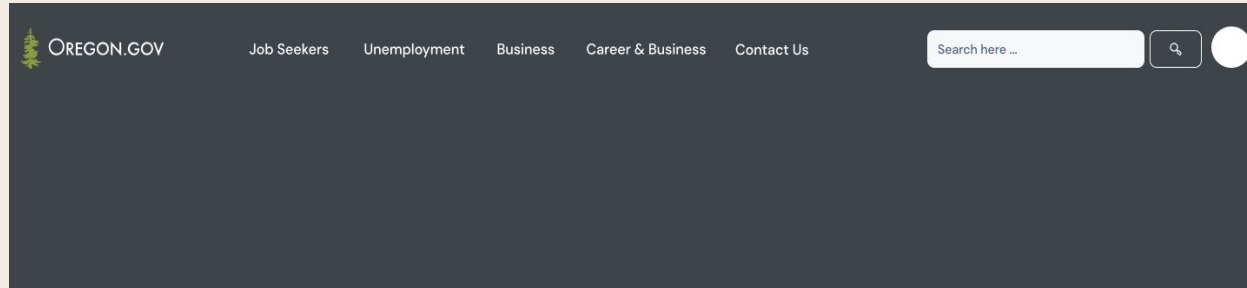 OREGON.GOV
Job Seekers Unemployment Business Career & Business Contact Us
Search here ...